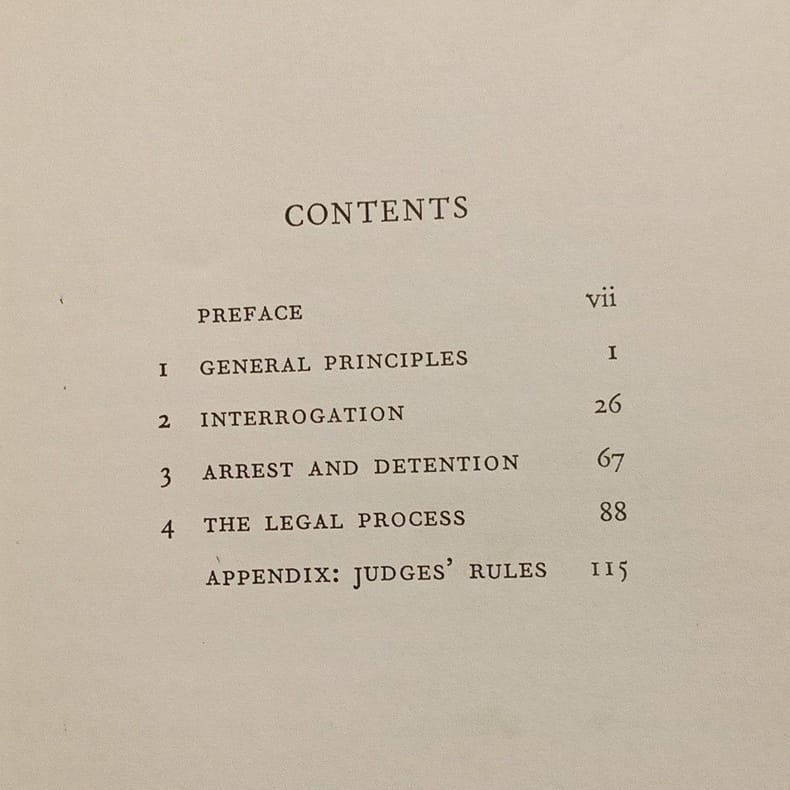 CONTENTS
PREFACE vii
1 GENERAL PRINCIPLES 1
2 INTERROGATION 26
3 ARREST AND DETENTION 67
4 THE LEGAL PROCESS 88
APPENDIX: JUDGES' RULES 115